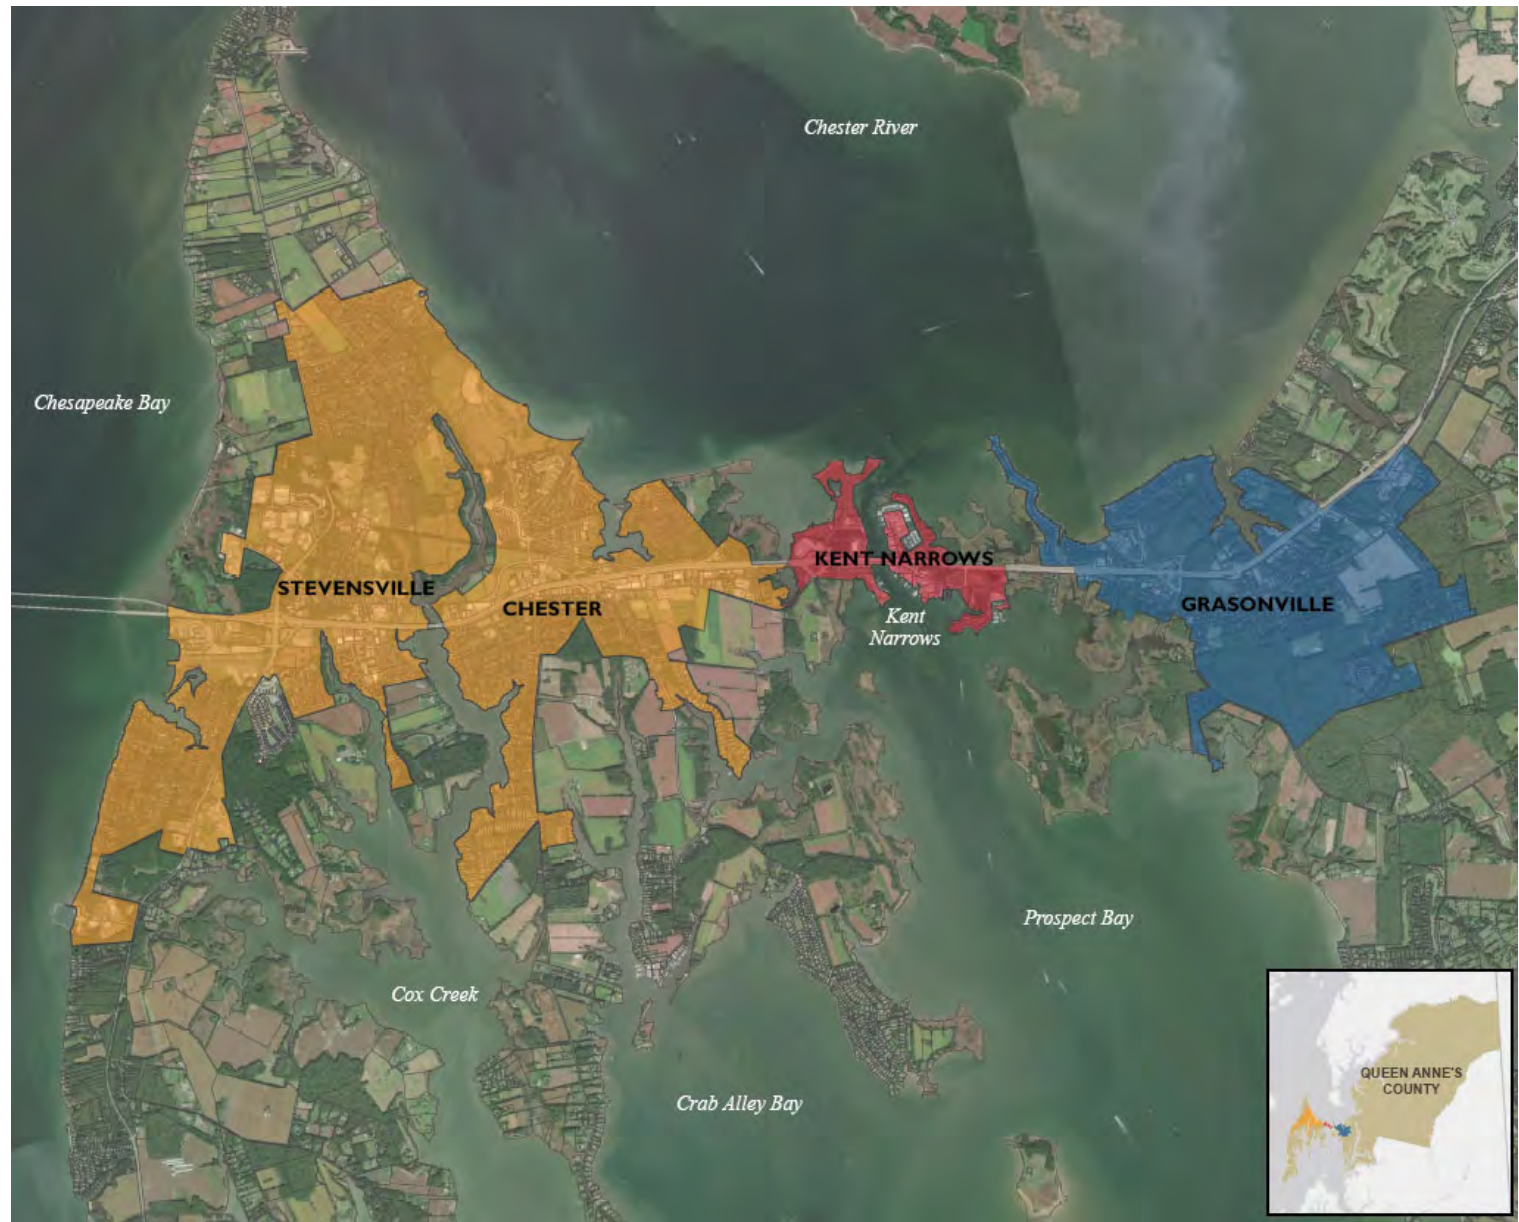 Chester River
Chesapeake Bay
KENT NARROWS
STEVENSVILLE
CHESTER
GRASONVILLE
Kent
Narrows
Prospect Bay
Cox Creek
Crab Alley Bay
QUEEN ANNE'S
COUNTY